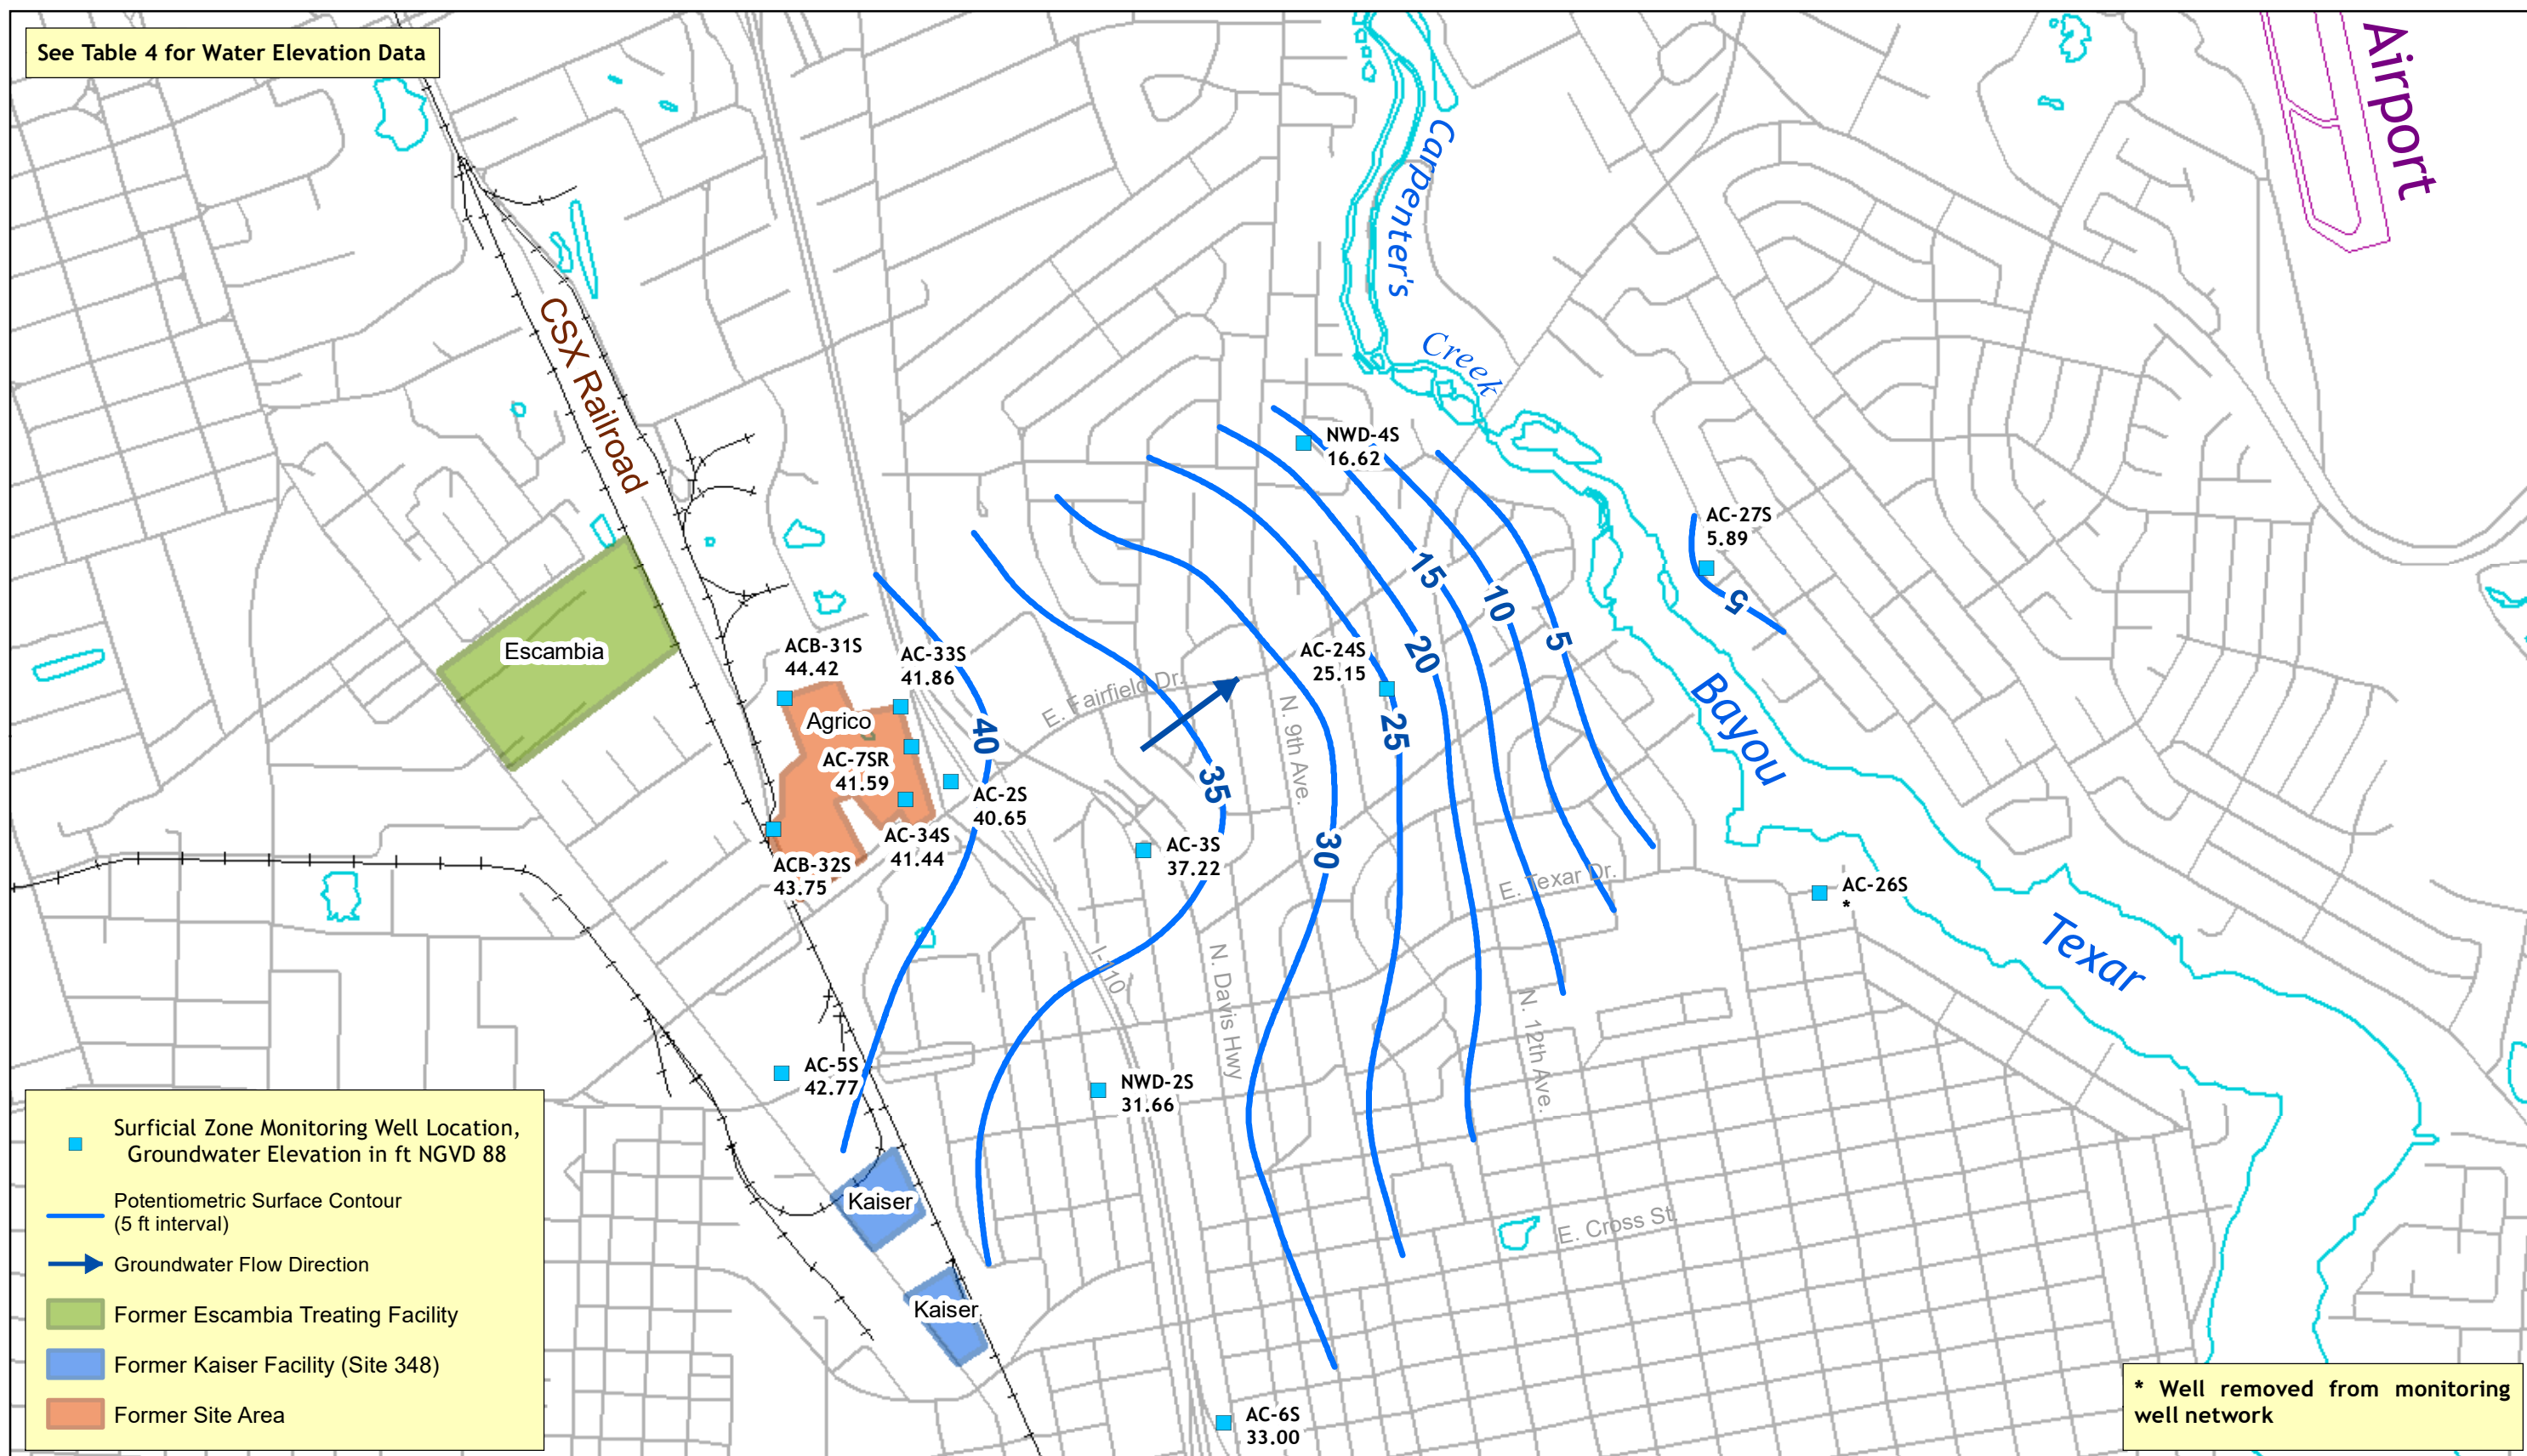 See Table 4 for Water Elevation Data
Airport
Carpenter's
Creek
CSX Railroad
NWD-4S
16.62
AC-27S
5.89
5
15
10
5
20
25
30
35
40
Escambia
ACB-31S
44.42
AC-33S
41.86
Agrico
AC-7SR
41.59
AC-2S
40.65
AC-34S
41.44
ACB-32S
43.75
E. Fairfield Dr.
AC-24S
25.15
N. 9th Ave.
AC-3S
37.22
Bayou
Texar
E. Texar Dr.
AC-26S
*
I-110
N. Davis Hwy
N. 12th Ave.
AC-5S
42.77
NWD-2S
31.66
Kaiser
Kaiser
E. Cross St.
AC-6S
33.00
Surficial Zone Monitoring Well Location,
Groundwater Elevation in ft NGVD 88
Potentiometric Surface Contour
(5 ft interval)
Groundwater Flow Direction
Former Escambia Treating Facility
Former Kaiser Facility (Site 348)
Former Site Area
* Well removed from monitoring
well network